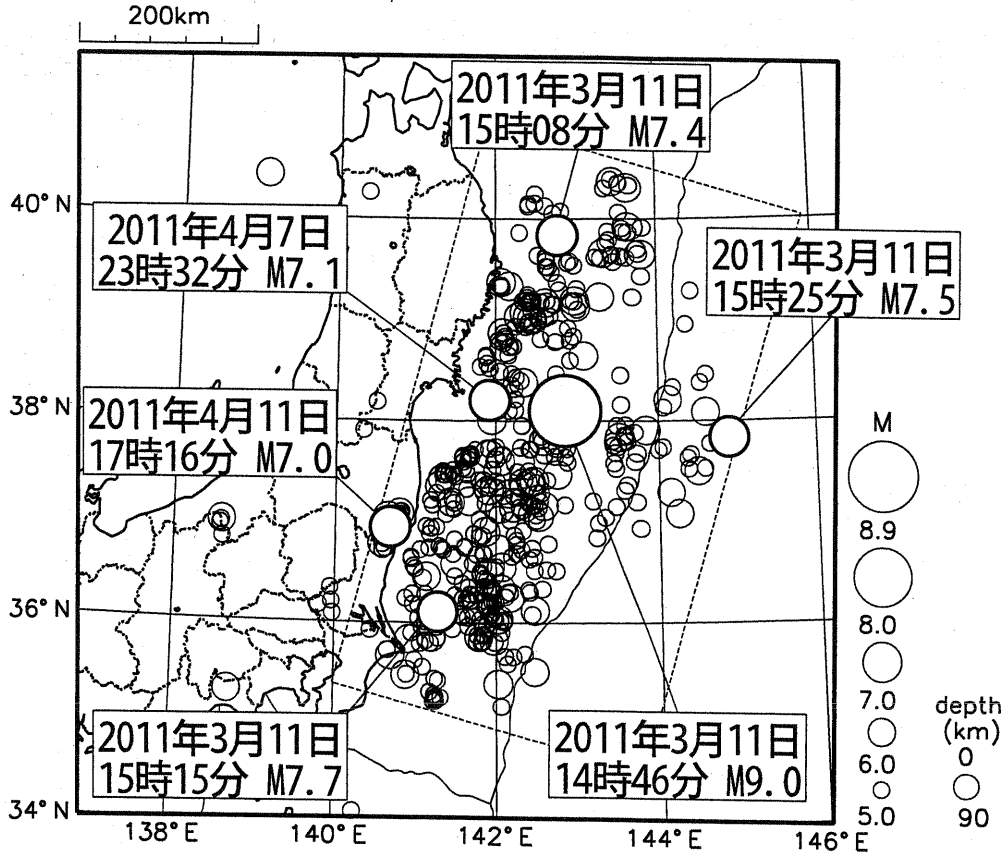 200km
2011年3月11日
15時08分 M7.4
40°N
2011年4月7日
23時32分 M7.1
2011年3月11日
15時25分 M7.5
38°N
2011年4月11日
17時16分 M7.0
M
8.9
8.0
7.0
6.0
5.0
depth
(km)
0
90
36°N
2011年3月11日
15時15分 M7.7
2011年3月11日
14時46分 M9.0
34°N
138°E
140°E
142°E
144°E
146°E